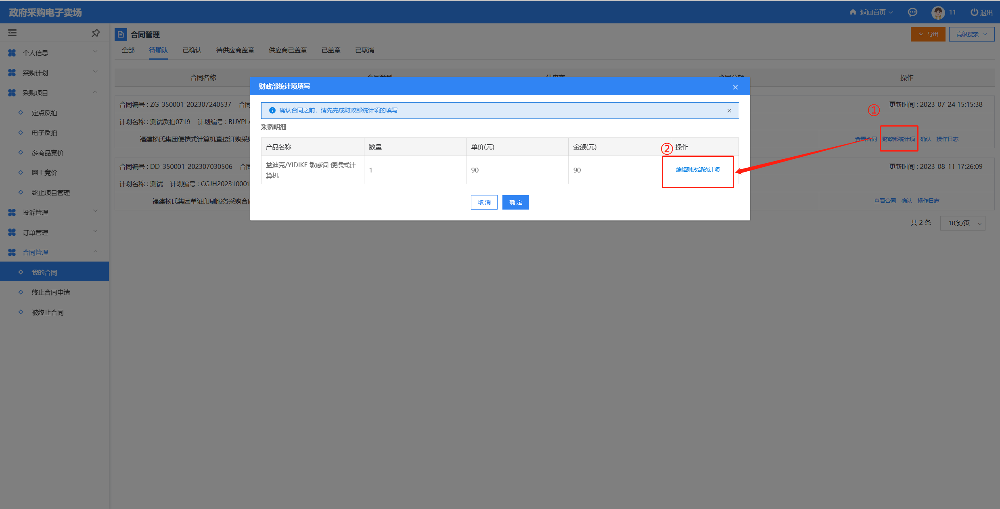 政府采购电子卖场
返回首页
11
退出
合同管理
导出
高级搜索
个人信息
采购计划
采购项目
定点反拍
电子反拍
多商品竞价
网上竞价
终止项目管理
投诉管理
订单管理
合同管理
我的合同
终止合同申请
被终止合同
全部 待确认 已确认 待供应商盖章 供应商已盖章 已盖章 已取消
合同名称 合同类型 供应商 合同总额 操作
合同编号 : ZG-350001-202307240537 合同
更新时间 : 2023-07-24 15:15:38
计划名称 : 测试反拍0719 计划编号 : BUYPLA
福建杨氏集团便携式计算机直接订购采购
查看合同 财政部统计项 确认 操作日志
合同编号 : DD-350001-202307030506 合同
更新时间 : 2023-08-11 17:26:09
计划名称 : 测试 计划编号 : CGJH202310001
福建杨氏集团单证印刷服务采购合同
查看合同 确认 操作日志
共 2 条
10条/页
财政部统计项填写
确认合同之前，请先完成财政部统计项的填写
采购明细
产品名称 数量 单价(元) 金额(元) 操作
益迪克/YIDIKE 敏感词 便携式计
算机
1 90 90 编辑财政部统计项
取 消 确 定
①
②